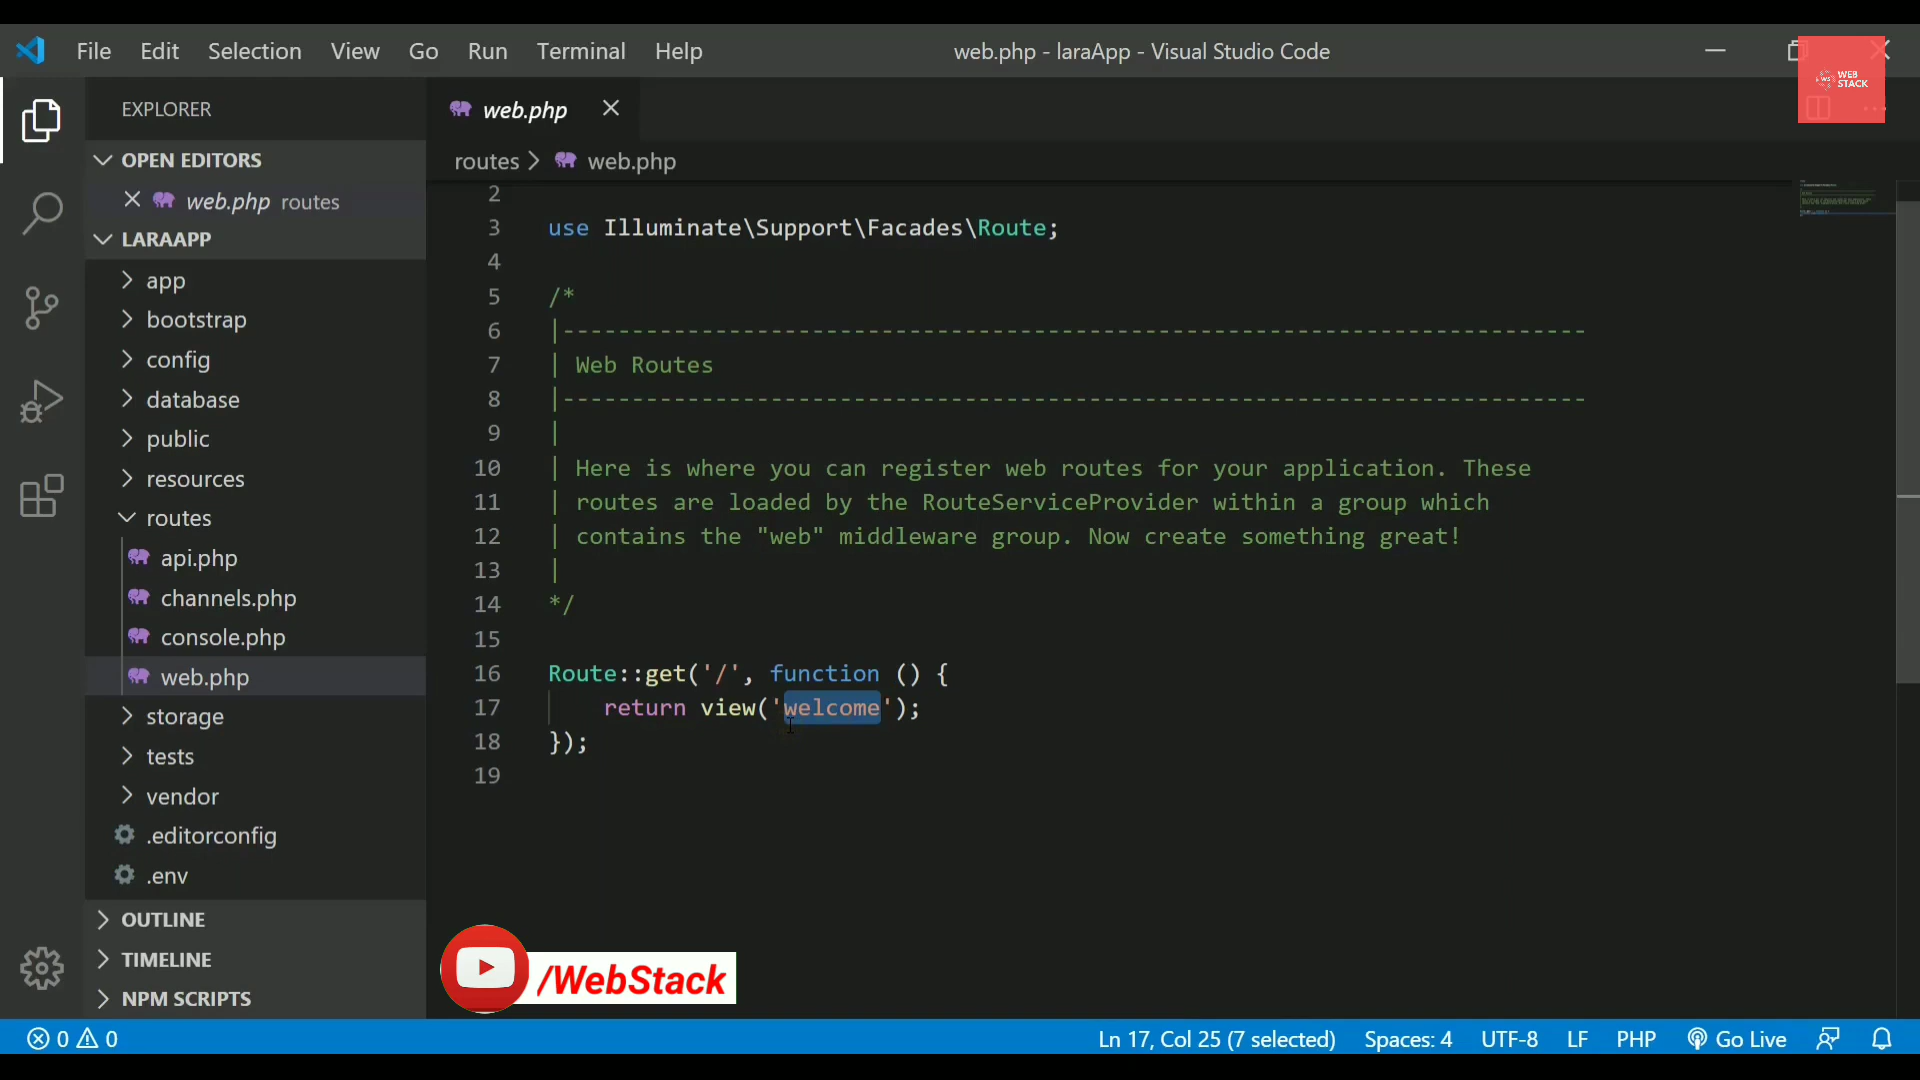 File Edit Selection View Go Run Terminal Help
web.php - laraApp - Visual Studio Code
WEB
STACK
EXPLORER
OPEN EDITORS
web.php routes
LARAAPP
app
bootstrap
config
database
public
resources
routes
api.php
channels.php
console.php
web.php
storage
tests
vendor
.editorconfig
.env
OUTLINE
TIMELINE
NPM SCRIPTS
web.php
routes > web.php
2
3 use Illuminate\Support\Facades\Route;
4
5 /*
6 |--------------------------------------------------------------------------
7 | Web Routes
8 |--------------------------------------------------------------------------
9 |
10 | Here is where you can register web routes for your application. These
11 | routes are loaded by the RouteServiceProvider within a group which
12 | contains the "web" middleware group. Now create something great!
13 |
14 */
15
16 Route::get('/', function () {
17 return view('welcome');
18 });
19
/WebStack
0 0
Ln 17, Col 25 (7 selected) Spaces: 4 UTF-8 LF PHP Go Live